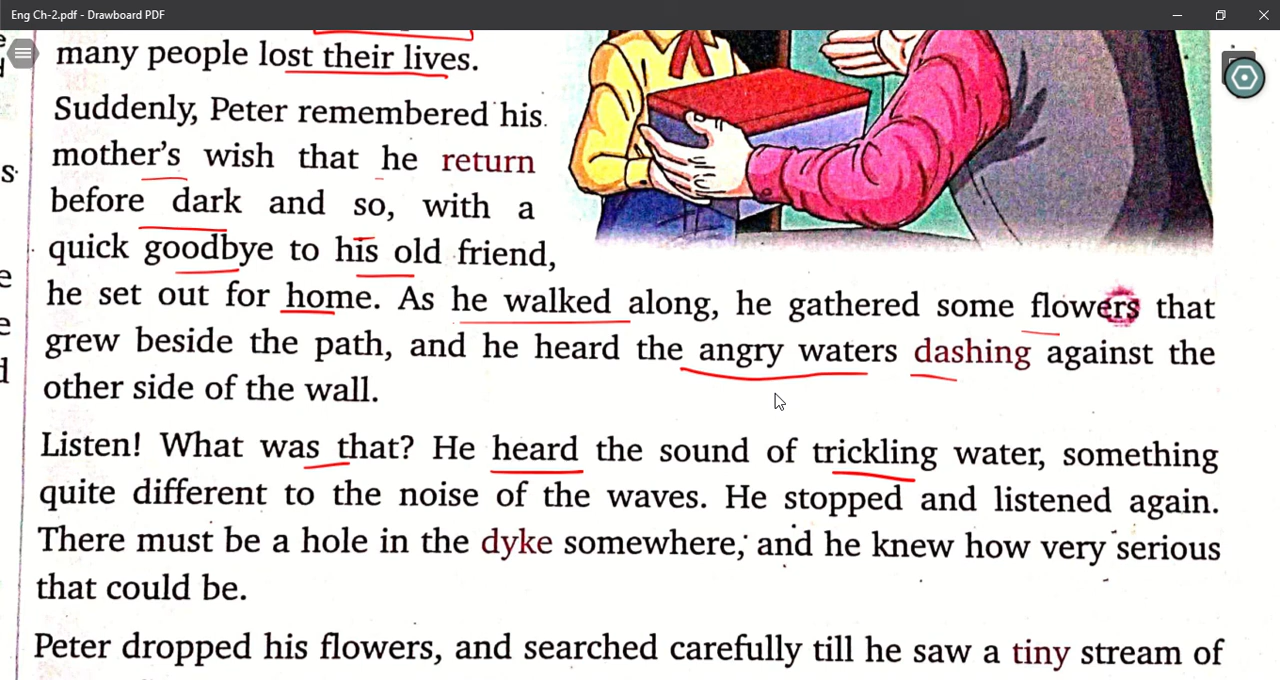 Eng Ch-2.pdf - Drawboard PDF
many people lost their lives.
Suddenly, Peter remembered his
mother's wish that he return
before dark and so, with a
quick goodbye to his old friend,
he set out for home. As he walked along, he gathered some flowers that
grew beside the path, and he heard the angry waters dashing against the
other side of the wall.
Listen! What was that? He heard the sound of trickling water, something
quite different to the noise of the waves. He stopped and listened again.
There must be a hole in the dyke somewhere, and he knew how very serious
that could be.
Peter dropped his flowers, and searched carefully till he saw a tiny stream of